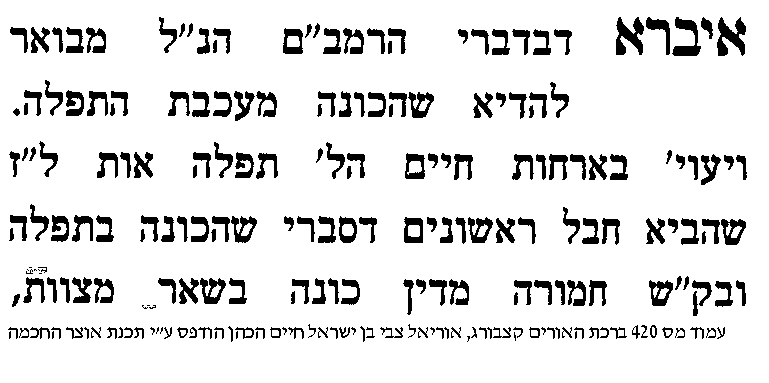 איברא דבדברי הרמב״ם הנ״ל מבואר
להדיא שהכונה מעכבת התפלה.
ויעוי׳ בארחות חיים הל׳ תפלה אות ל״ז
שהביא חבל ראשונים דסברי שהכונה בתפלה
ובק״ש חמורה מדין כונה בשאר מצוות,
עמוד מס 420 ברכת האורים קצבורג, אוריאל צבי בן ישראל חיים הכהן הודפס ע״י תכנת אוצר החכמה